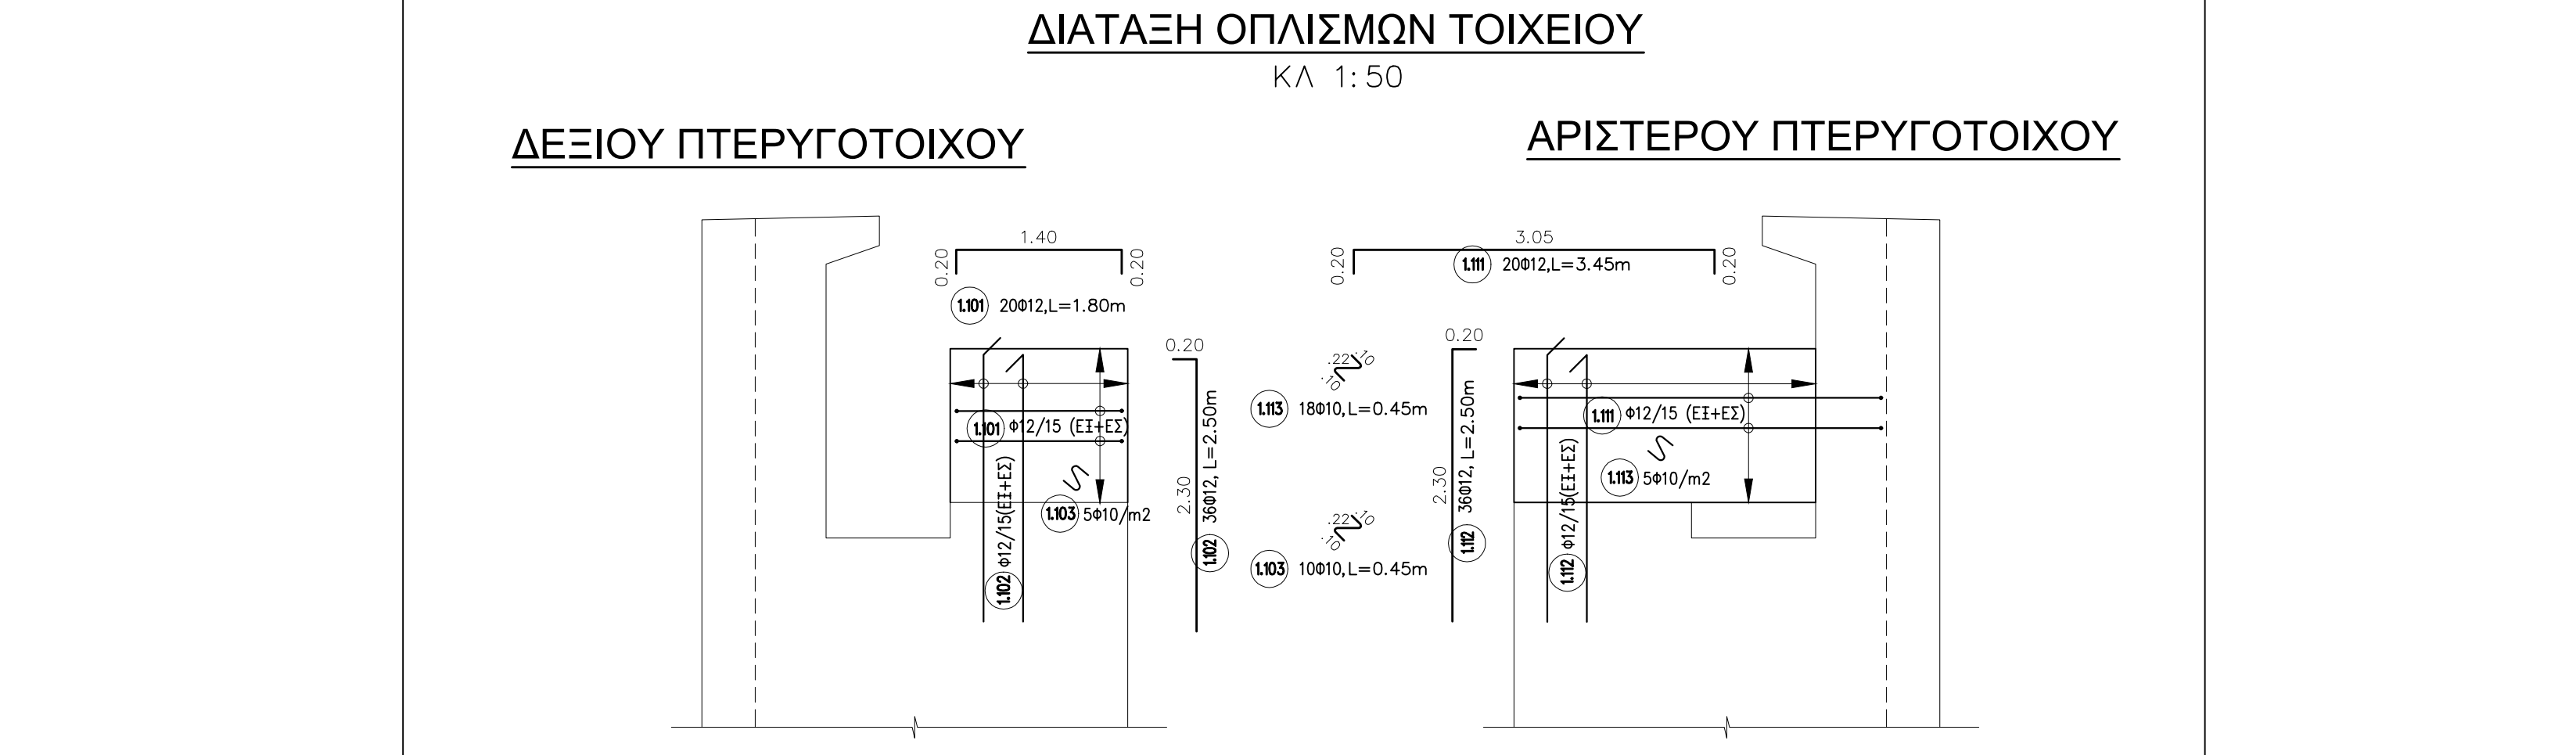 ΔΙΑΤΑΞΗ ΟΠΛΙΣΜΩΝ ΤΟΙΧΕΙΟΥ
ΚΛ 1:50
ΔΕΞΙΟΥ ΠΤΕΡΥΓΟΤΟΙΧΟΥ
ΑΡΙΣΤΕΡΟΥ ΠΤΕΡΥΓΟΤΟΙΧΟΥ
1.40
0.20
0.20
1.101 20Φ12,L=1.80m
1.101 Φ12/15 (ΕΞ+ΕΣ)
1.102 Φ12/15(ΕΞ+ΕΣ)
1.103 5Φ10/m2
0.20
2.30
1.102 36Φ12, L=2.50m
3.05
0.20
0.20
1.111 20Φ12,L=3.45m
.10 .22 .10
1.113 18Φ10,L=0.45m
.10 .22 .10
1.103 10Φ10,L=0.45m
0.20
2.30
1.112 36Φ12, L=2.50m
1.111 Φ12/15 (ΕΞ+ΕΣ)
1.112 Φ12/15(ΕΞ+ΕΣ)
1.113 5Φ10/m2